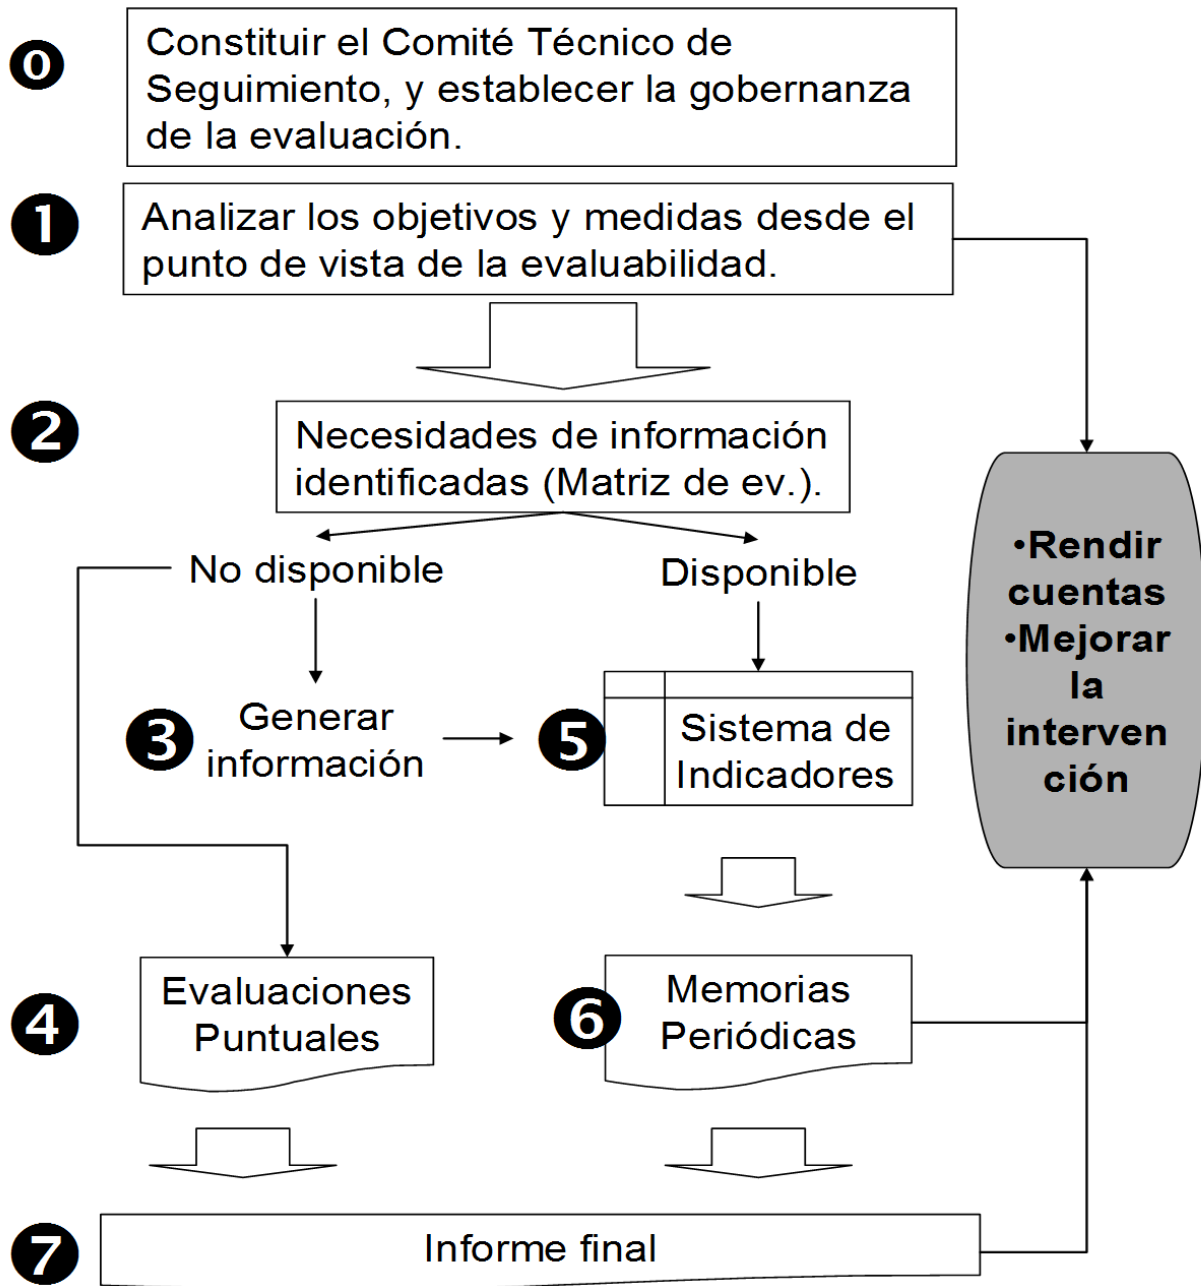 0
Constituir el Comité Técnico de
Seguimiento, y establecer la gobernanza
de la evaluación.
1
Analizar los objetivos y medidas desde el
punto de vista de la evaluabilidad.
2
Necesidades de información
identificadas (Matriz de ev.).
No disponible
Disponible
3
Generar
información
5
Sistema de
Indicadores
•Rendir
cuentas
•Mejorar
la
interven
ción
4
Evaluaciones
Puntuales
6
Memorias
Periódicas
7
Informe final